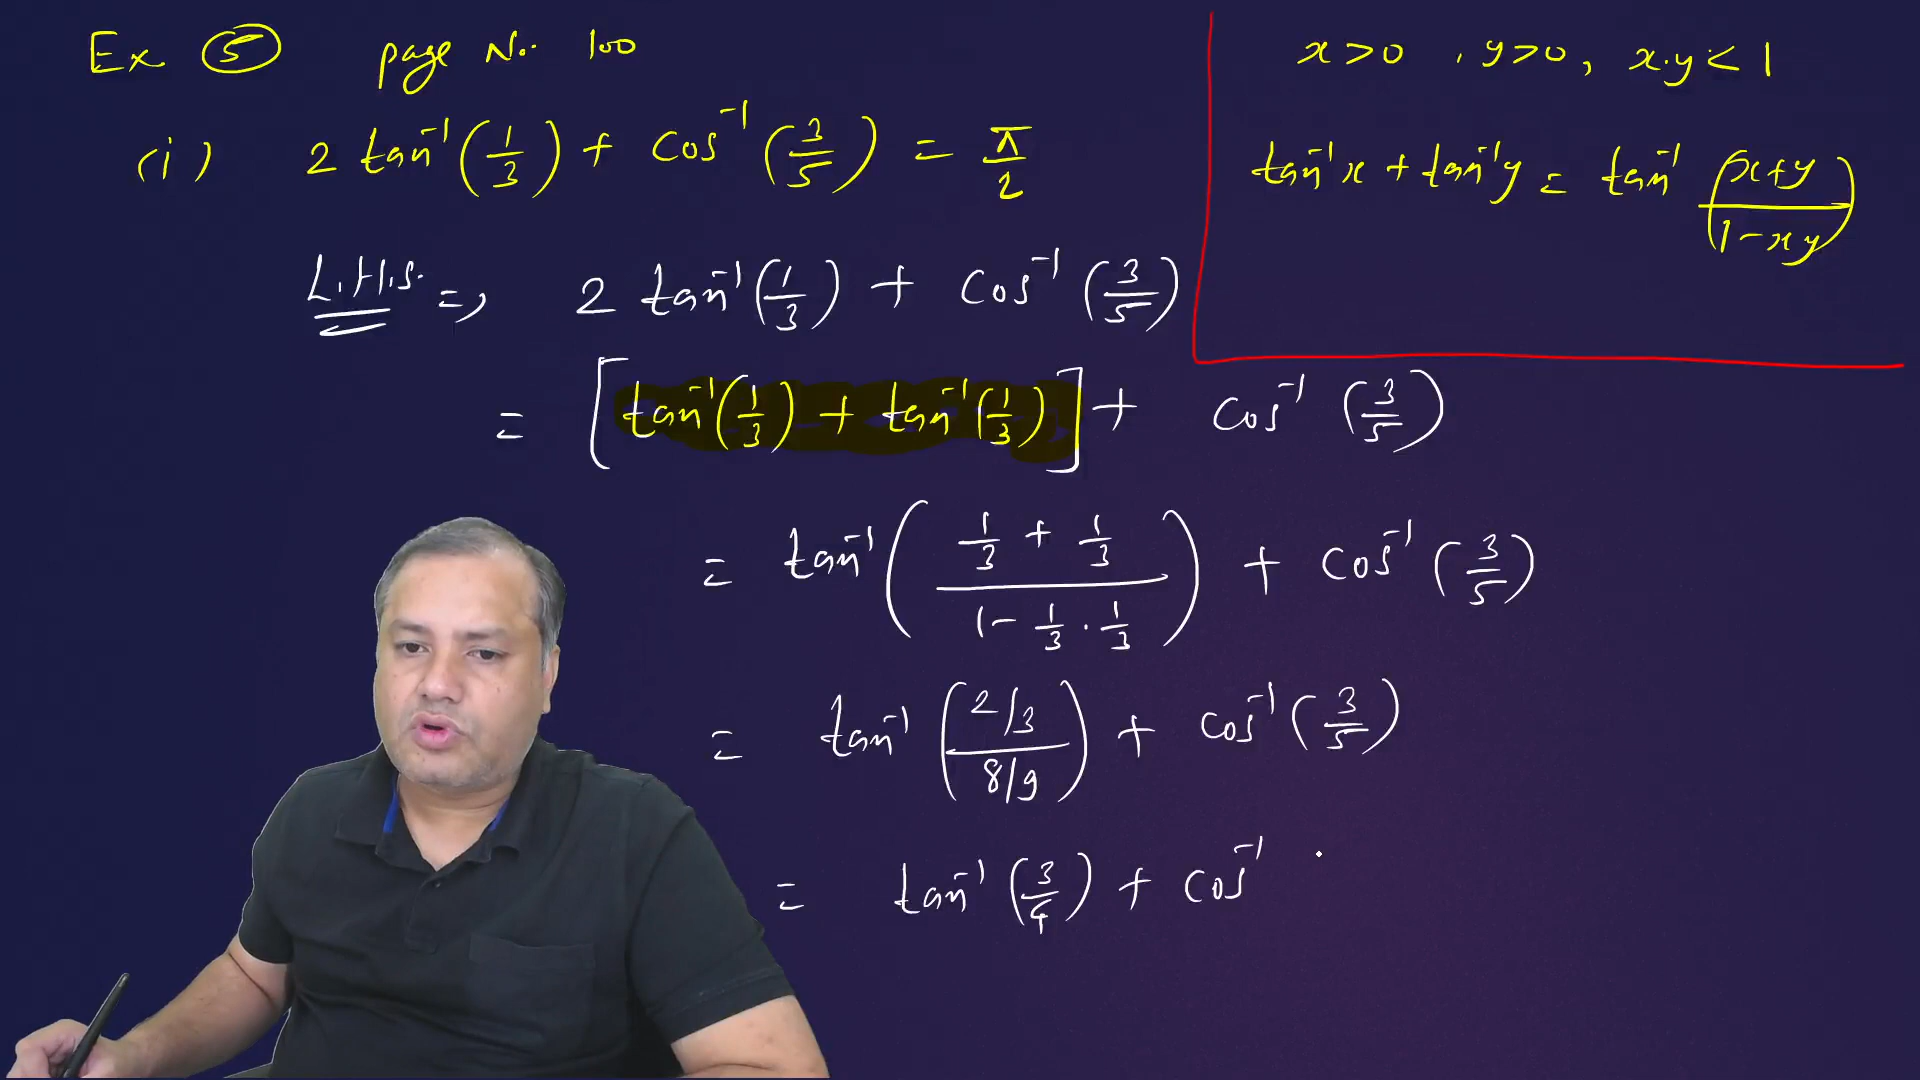 Ex 5 page No. 100
(i) 2 tan⁻¹(1/3) + cos⁻¹(3/5) = π/2
x>0 , y>0, x.y < 1
tan⁻¹x + tan⁻¹y = tan⁻¹ (x+y / 1-xy)
L.H.S. => 2 tan⁻¹(1/3) + cos⁻¹(3/5)
= [tan⁻¹(1/3) + tan⁻¹(1/3)] + cos⁻¹(3/5)
= tan⁻¹(1/3 + 1/3 / 1 - 1/3 . 1/3) + cos⁻¹(3/5)
= tan⁻¹(2/3 / 8/9) + cos⁻¹(3/5)
= tan⁻¹(3/4) + cos⁻¹